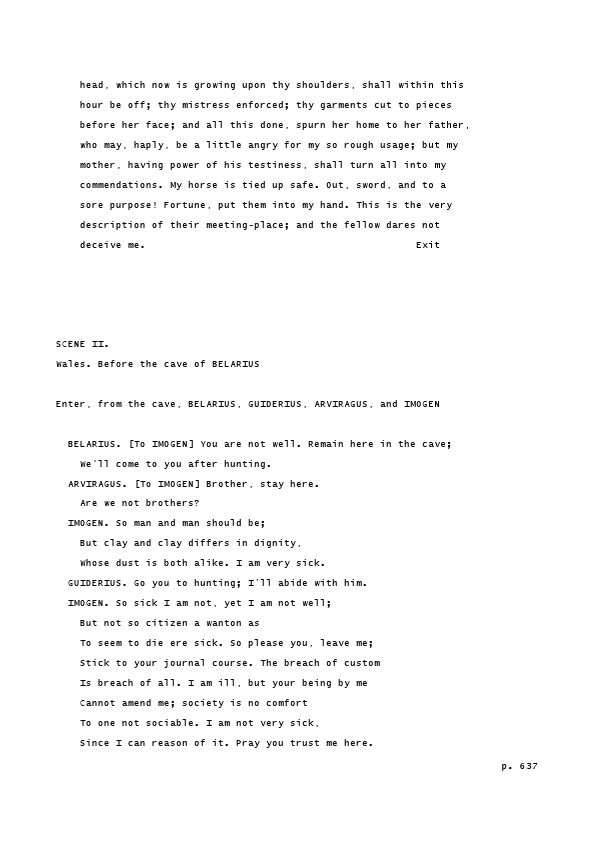 head, which now is growing upon thy shoulders, shall within this
hour be off; thy mistress enforced; thy garments cut to pieces
before her face; and all this done, spurn her home to her father,
who may, haply, be a little angry for my so rough usage; but my
mother, having power of his testiness, shall turn all into my
commendations. My horse is tied up safe. Out, sword, and to a
sore purpose! Fortune, put them into my hand. This is the very
description of their meeting-place; and the fellow dares not
deceive me. Exit
SCENE II.
Wales. Before the cave of BELARIUS
Enter, from the cave, BELARIUS, GUIDERIUS, ARVIRAGUS, and IMOGEN
BELARIUS. [To IMOGEN] You are not well. Remain here in the cave;
We'll come to you after hunting.
ARVIRAGUS. [To IMOGEN] Brother, stay here.
Are we not brothers?
IMOGEN. So man and man should be;
But clay and clay differs in dignity,
Whose dust is both alike. I am very sick.
GUIDERIUS. Go you to hunting; I'll abide with him.
IMOGEN. So sick I am not, yet I am not well;
But not so citizen a wanton as
To seem to die ere sick. So please you, leave me;
Stick to your journal course. The breach of custom
Is breach of all. I am ill, but your being by me
Cannot amend me; society is no comfort
To one not sociable. I am not very sick,
Since I can reason of it. Pray you trust me here.
p. 637